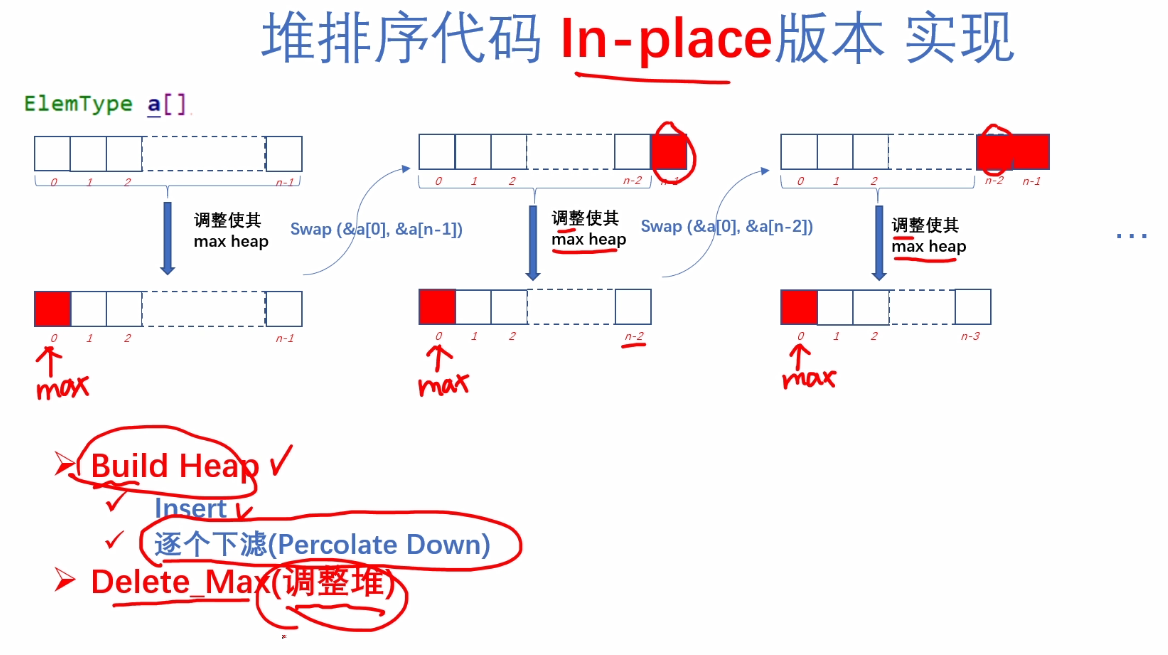 堆排序代码 In-place版本 实现
ElemType a[]
0 1 2 n-1
0 1 2 n-2 n-1
0 1 2 n-2 n-1
调整使其
max heap
Swap (&a[0], &a[n-1])
调整使其
max heap
Swap (&a[0], &a[n-2])
调整使其
max heap
...
0 1 2 n-1
0 1 2 n-2
0 1 2 n-3
max
max
max
Build Heap
Insert
逐个下滤(Percolate Down)
Delete_Max(调整堆)